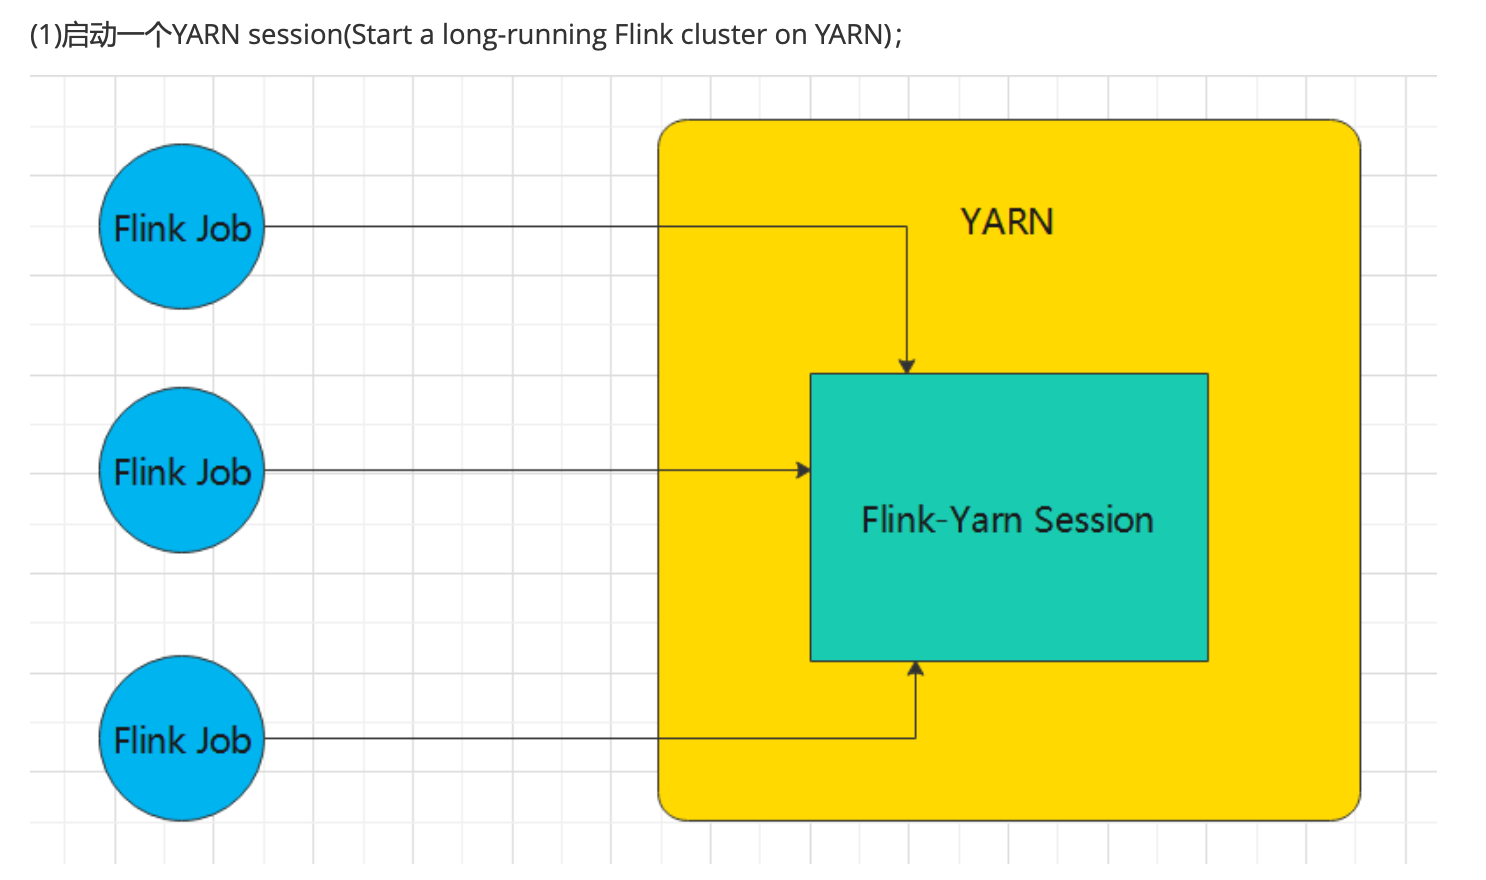 (1)启动一个YARN session(Start a long-running Flink cluster on YARN)；
Flink Job
YARN
Flink Job
Flink-Yarn Session
Flink Job